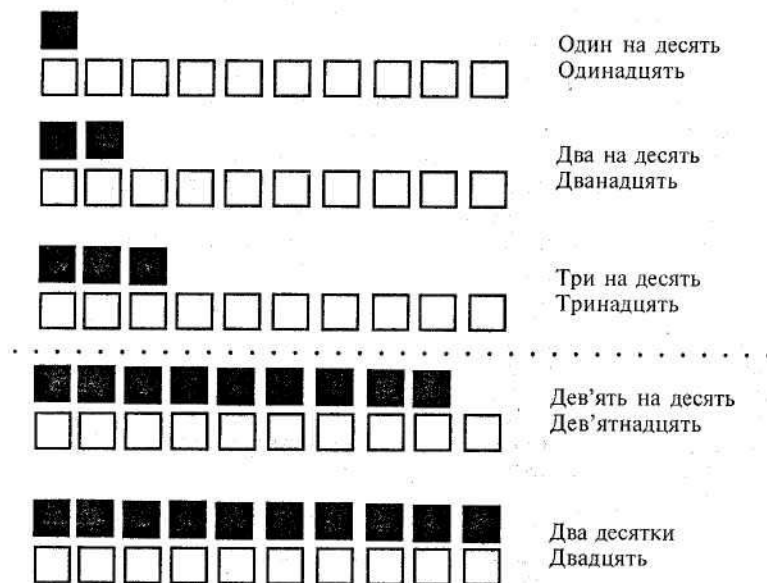 Один на десять
Одинадцять
Два на десять
Дванадцять
Три на десять
Тринадцять
Дев'ять на десять
Дев'ятнадцять
Два десятки
Двадцять